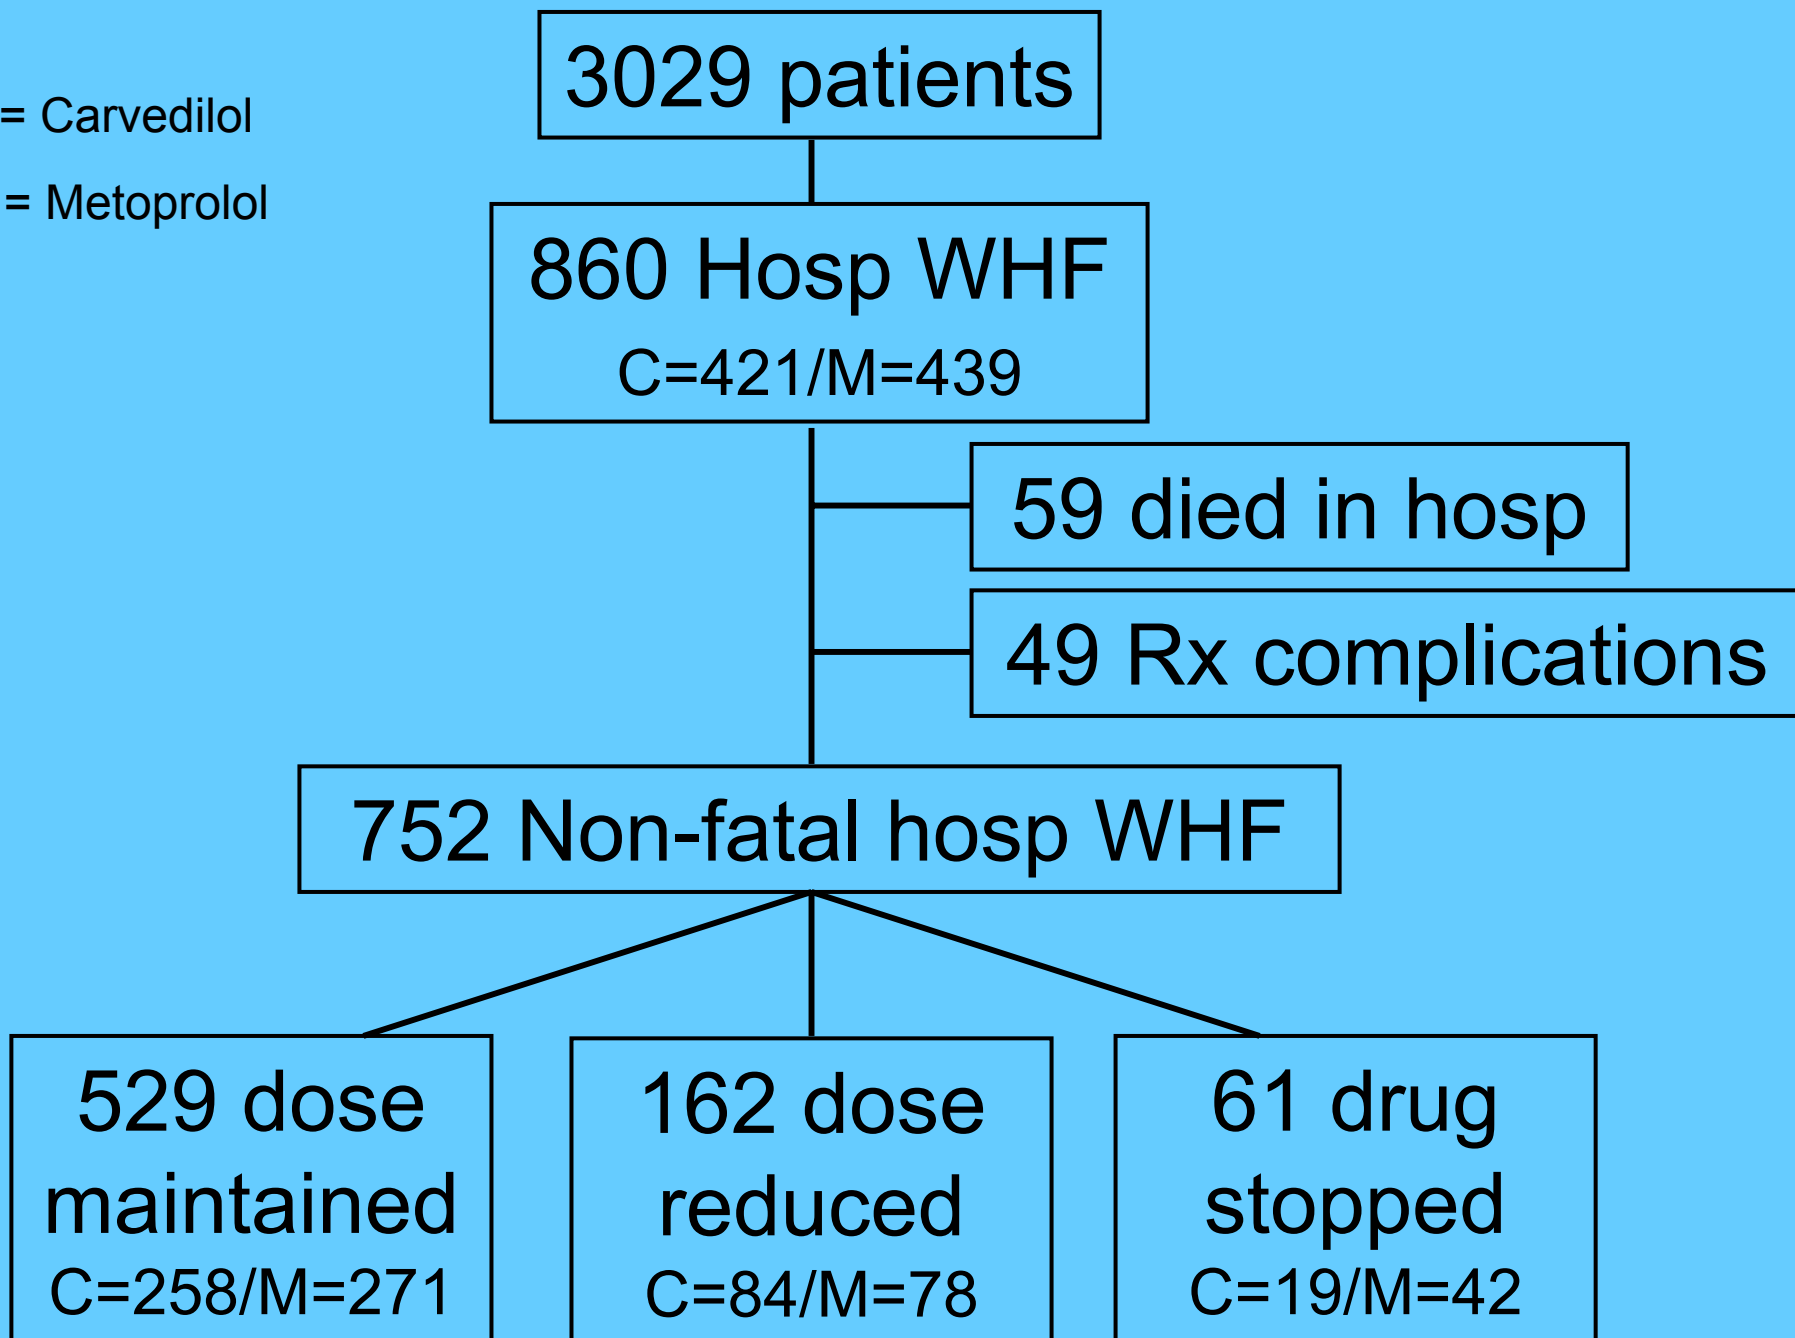 3029 patients
= Carvedilol
= Metoprolol
860 Hosp WHF
C=421/M=439
59 died in hosp
49 Rx complications
752 Non-fatal hosp WHF
529 dose
maintained
C=258/M=271
162 dose
reduced
C=84/M=78
61 drug
stopped
C=19/M=42